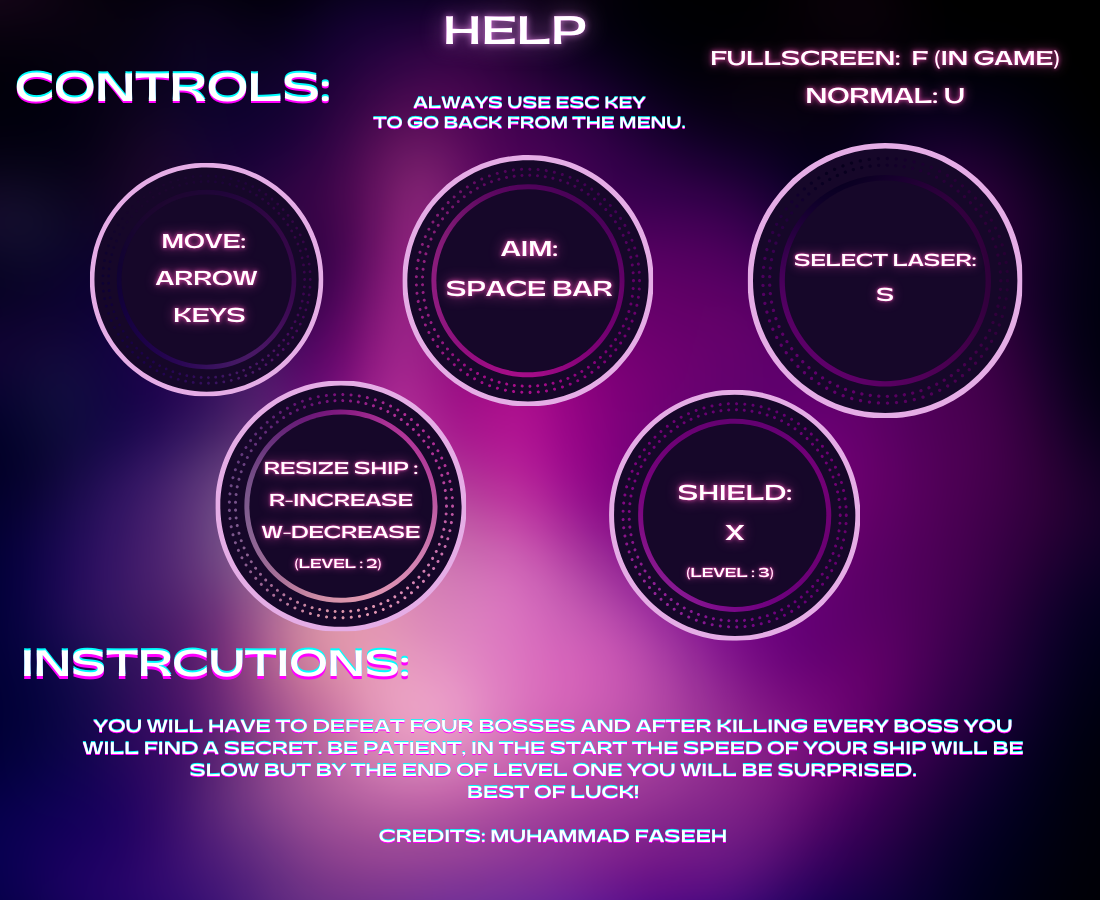 HELP
FULLSCREEN: F (IN GAME)
NORMAL: U
CONTROLS:
ALWAYS USE ESC KEY
TO GO BACK FROM THE MENU.
MOVE:
ARROW
KEYS
AIM:
SPACE BAR
SELECT LASER:
S
RESIZE SHIP :
R-INCREASE
W-DECREASE
(LEVEL : 2)
SHIELD:
X
(LEVEL : 3)
INSTRCUTIONS:
YOU WILL HAVE TO DEFEAT FOUR BOSSES AND AFTER KILLING EVERY BOSS YOU
WILL FIND A SECRET. BE PATIENT, IN THE START THE SPEED OF YOUR SHIP WILL BE
SLOW BUT BY THE END OF LEVEL ONE YOU WILL BE SURPRISED.
BEST OF LUCK!
CREDITS: MUHAMMAD FASEEH